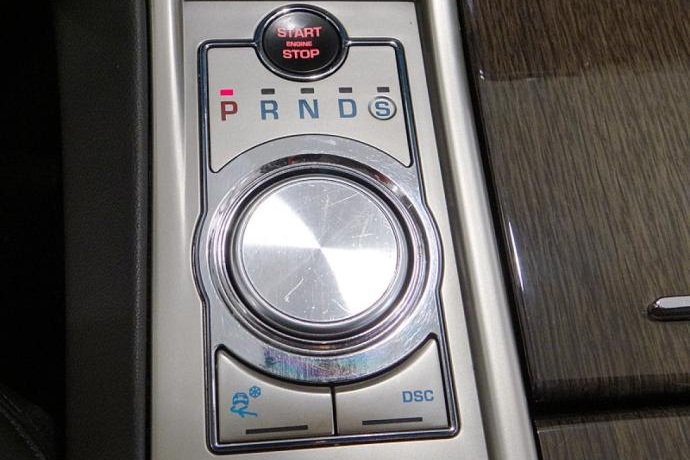 START
ENGINE
STOP
P R N D S
DSC